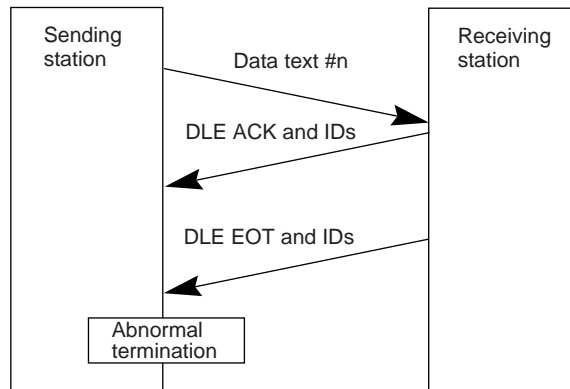 Sending
station
Receiving
station
Data text #n
DLE ACK and IDs
DLE EOT and IDs
Abnormal
termination